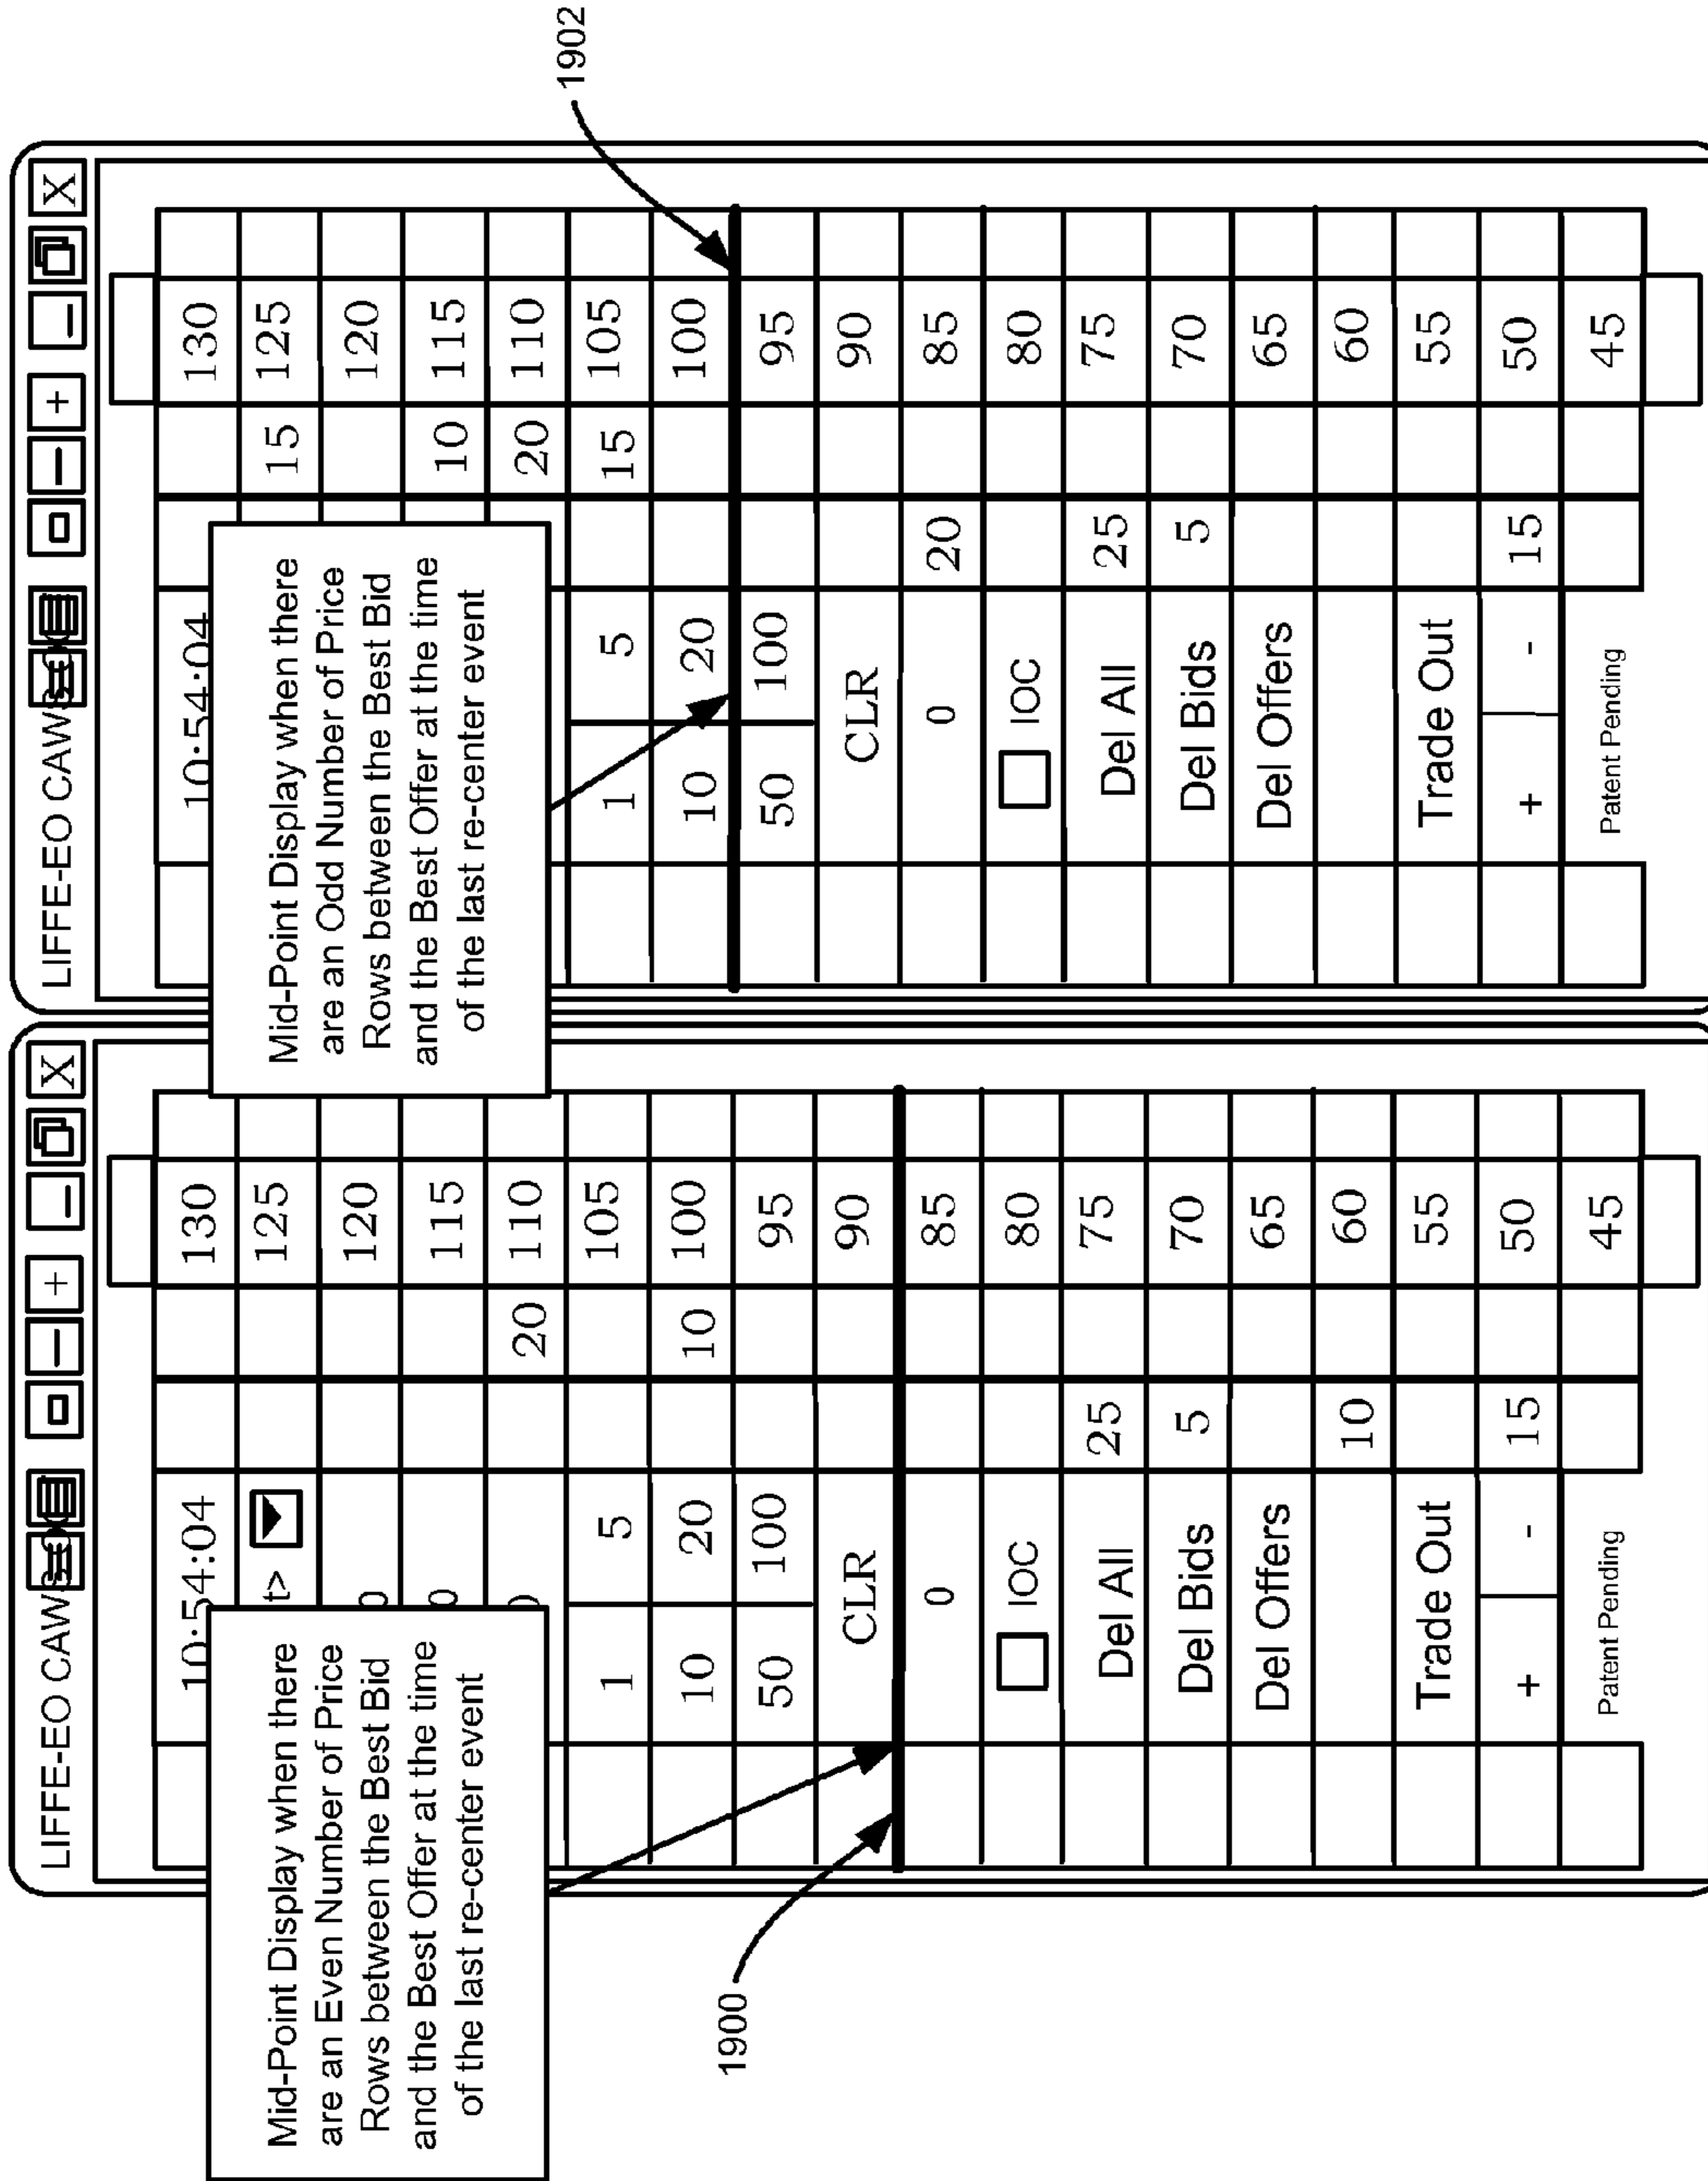 LIFFE-EO CAW − + _ X
Mid-Point Display when there
are an Even Number of Price
Rows between the Best Bid
and the Best Offer at the time
of the last re-center event
10:54:04 130
t> 125
0 120
0 115
20 110
1 5 105
10 20 10 100
50 100 95
CLR 90
0 85
IOC 80
Del All 25 75
Del Bids 5 70
Del Offers 65
10 60
Trade Out 55
+ - 15 50
Patent Pending 45
1900
LIFFE-EO CAW − + _ X
Mid-Point Display when there
are an Odd Number of Price
Rows between the Best Bid
and the Best Offer at the time
of the last re-center event
10:54:04 130
15 125
120
10 115
20 110
1 5 15 105
10 20 100
50 100 95
CLR 90
0 20 85
IOC 80
Del All 25 75
Del Bids 5 70
Del Offers 65
60
Trade Out 55
+ - 15 50
Patent Pending 45
1902